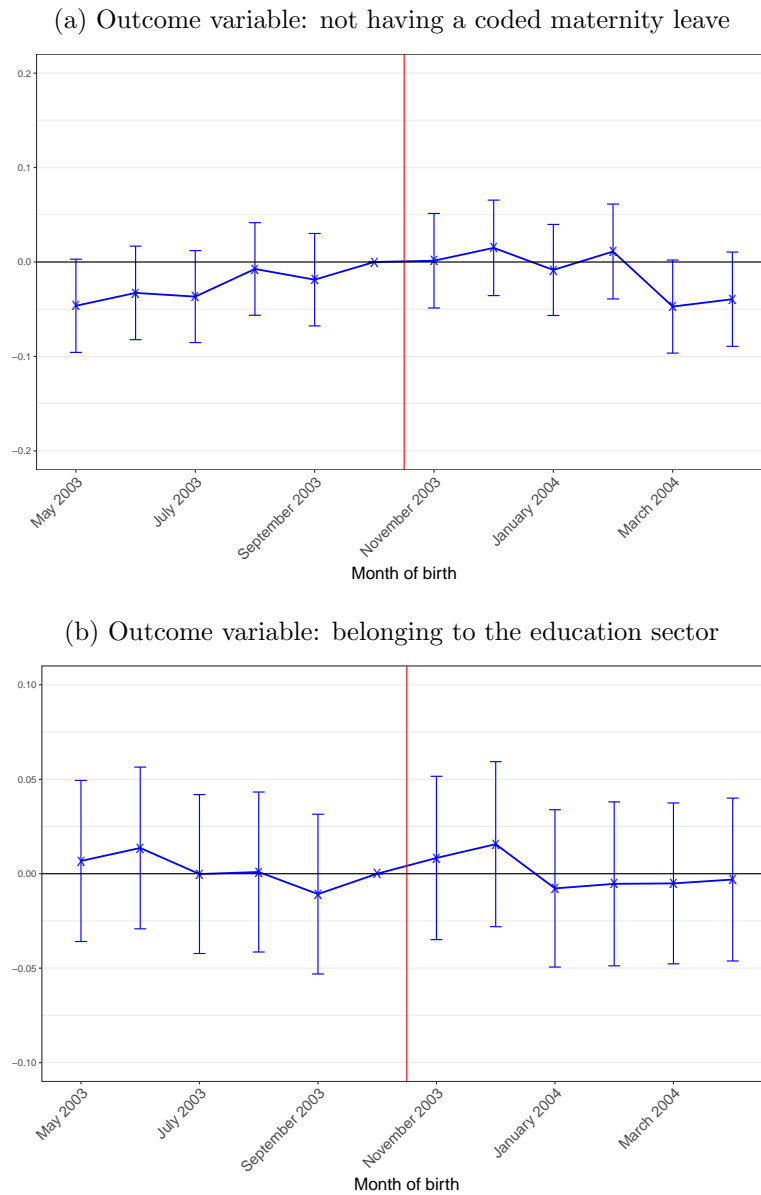 (a) Outcome variable: not having a coded maternity leave
0.2
0.1
0.0
−0.1
−0.2
May 2003
July 2003
September 2003
November 2003
January 2004
March 2004
Month of birth
(b) Outcome variable: belonging to the education sector
0.10
0.05
0.00
−0.05
−0.10
May 2003
July 2003
September 2003
November 2003
January 2004
March 2004
Month of birth